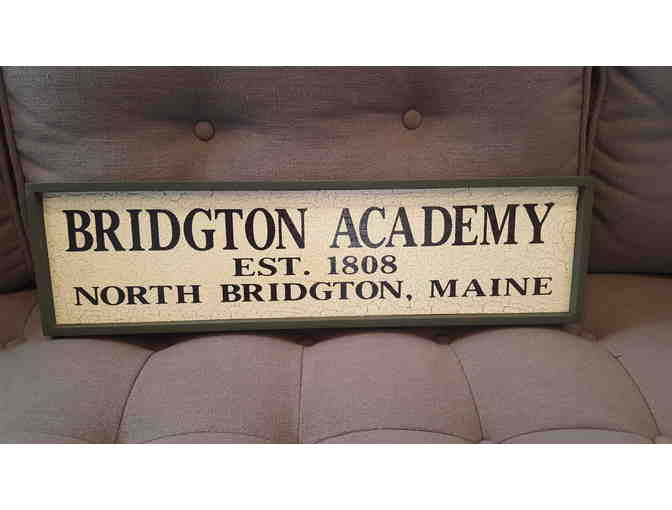 BRIDGTON ACADEMY
EST. 1808
NORTH BRIDGTON, MAINE